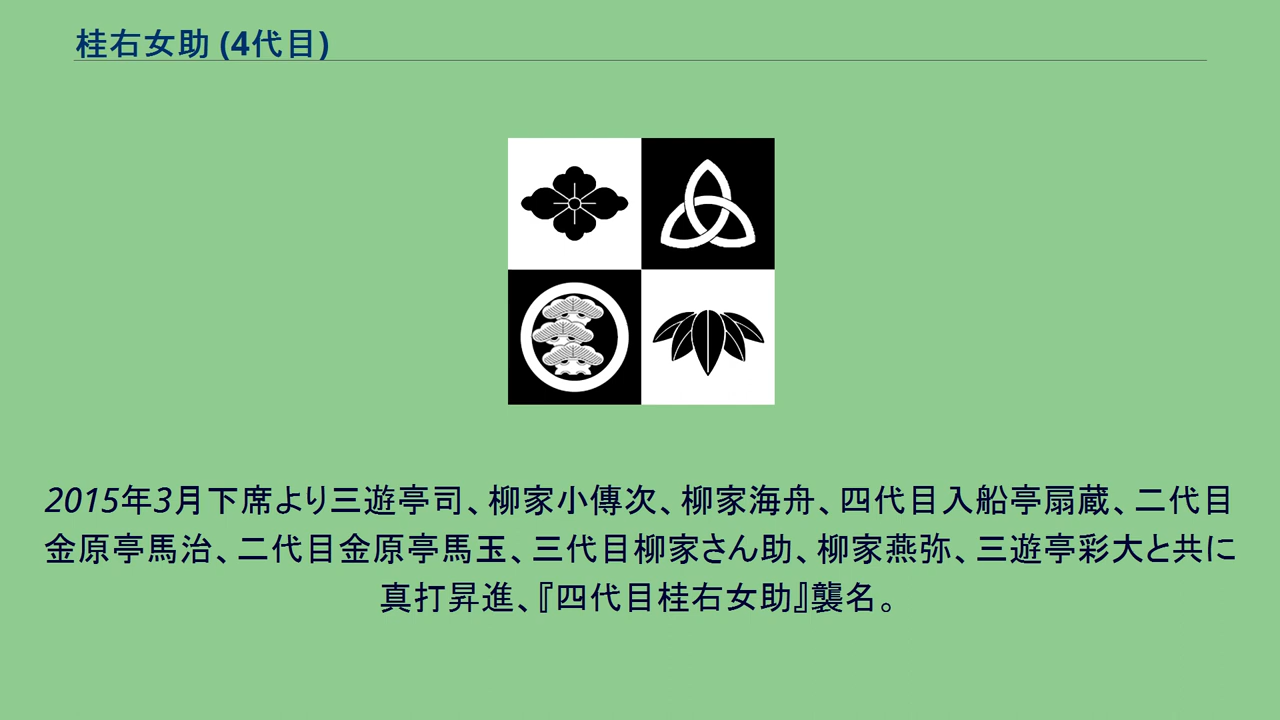 桂右女助 (4代目)
2015年3月下席より三遊亭司、柳家小傳次、柳家海舟、四代目入船亭扇蔵、二代目
金原亭馬治、二代目金原亭馬玉、三代目柳家さん助、柳家燕弥、三遊亭彩大と共に
真打昇進、『四代目桂右女助』襲名。